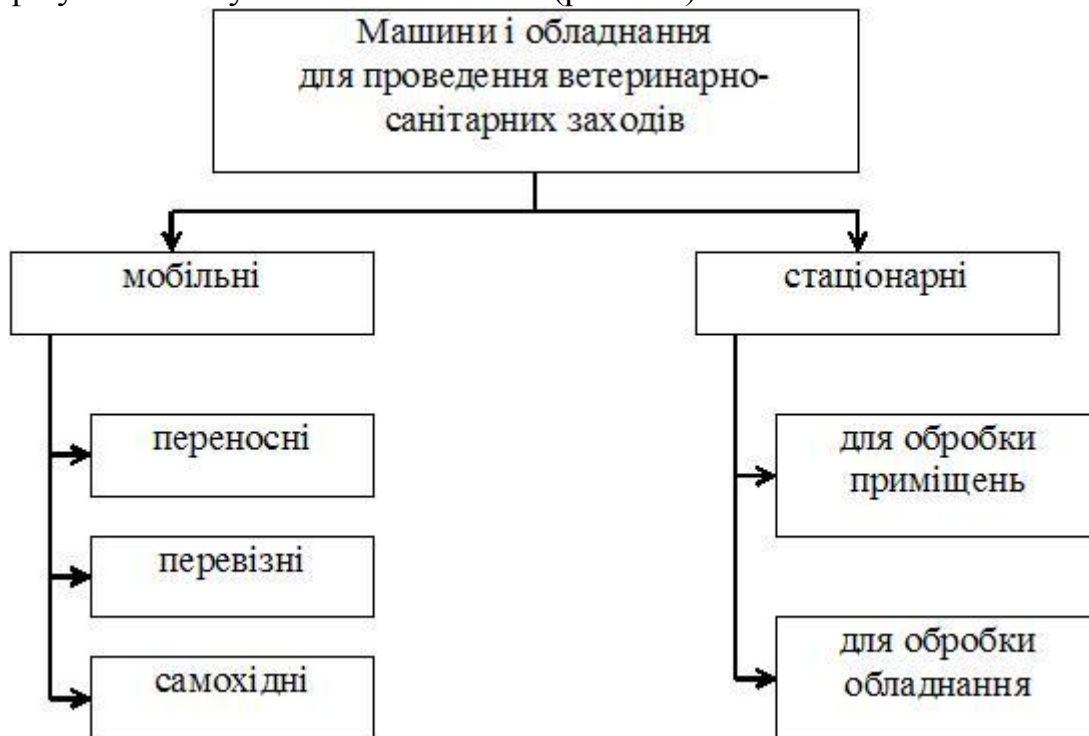 Машини і обладнання
для проведення ветеринарно-
санітарних заходів
мобільні
стаціонарні
переносні
для обробки
приміщень
перевізні
самохідні
для обробки
обладнання